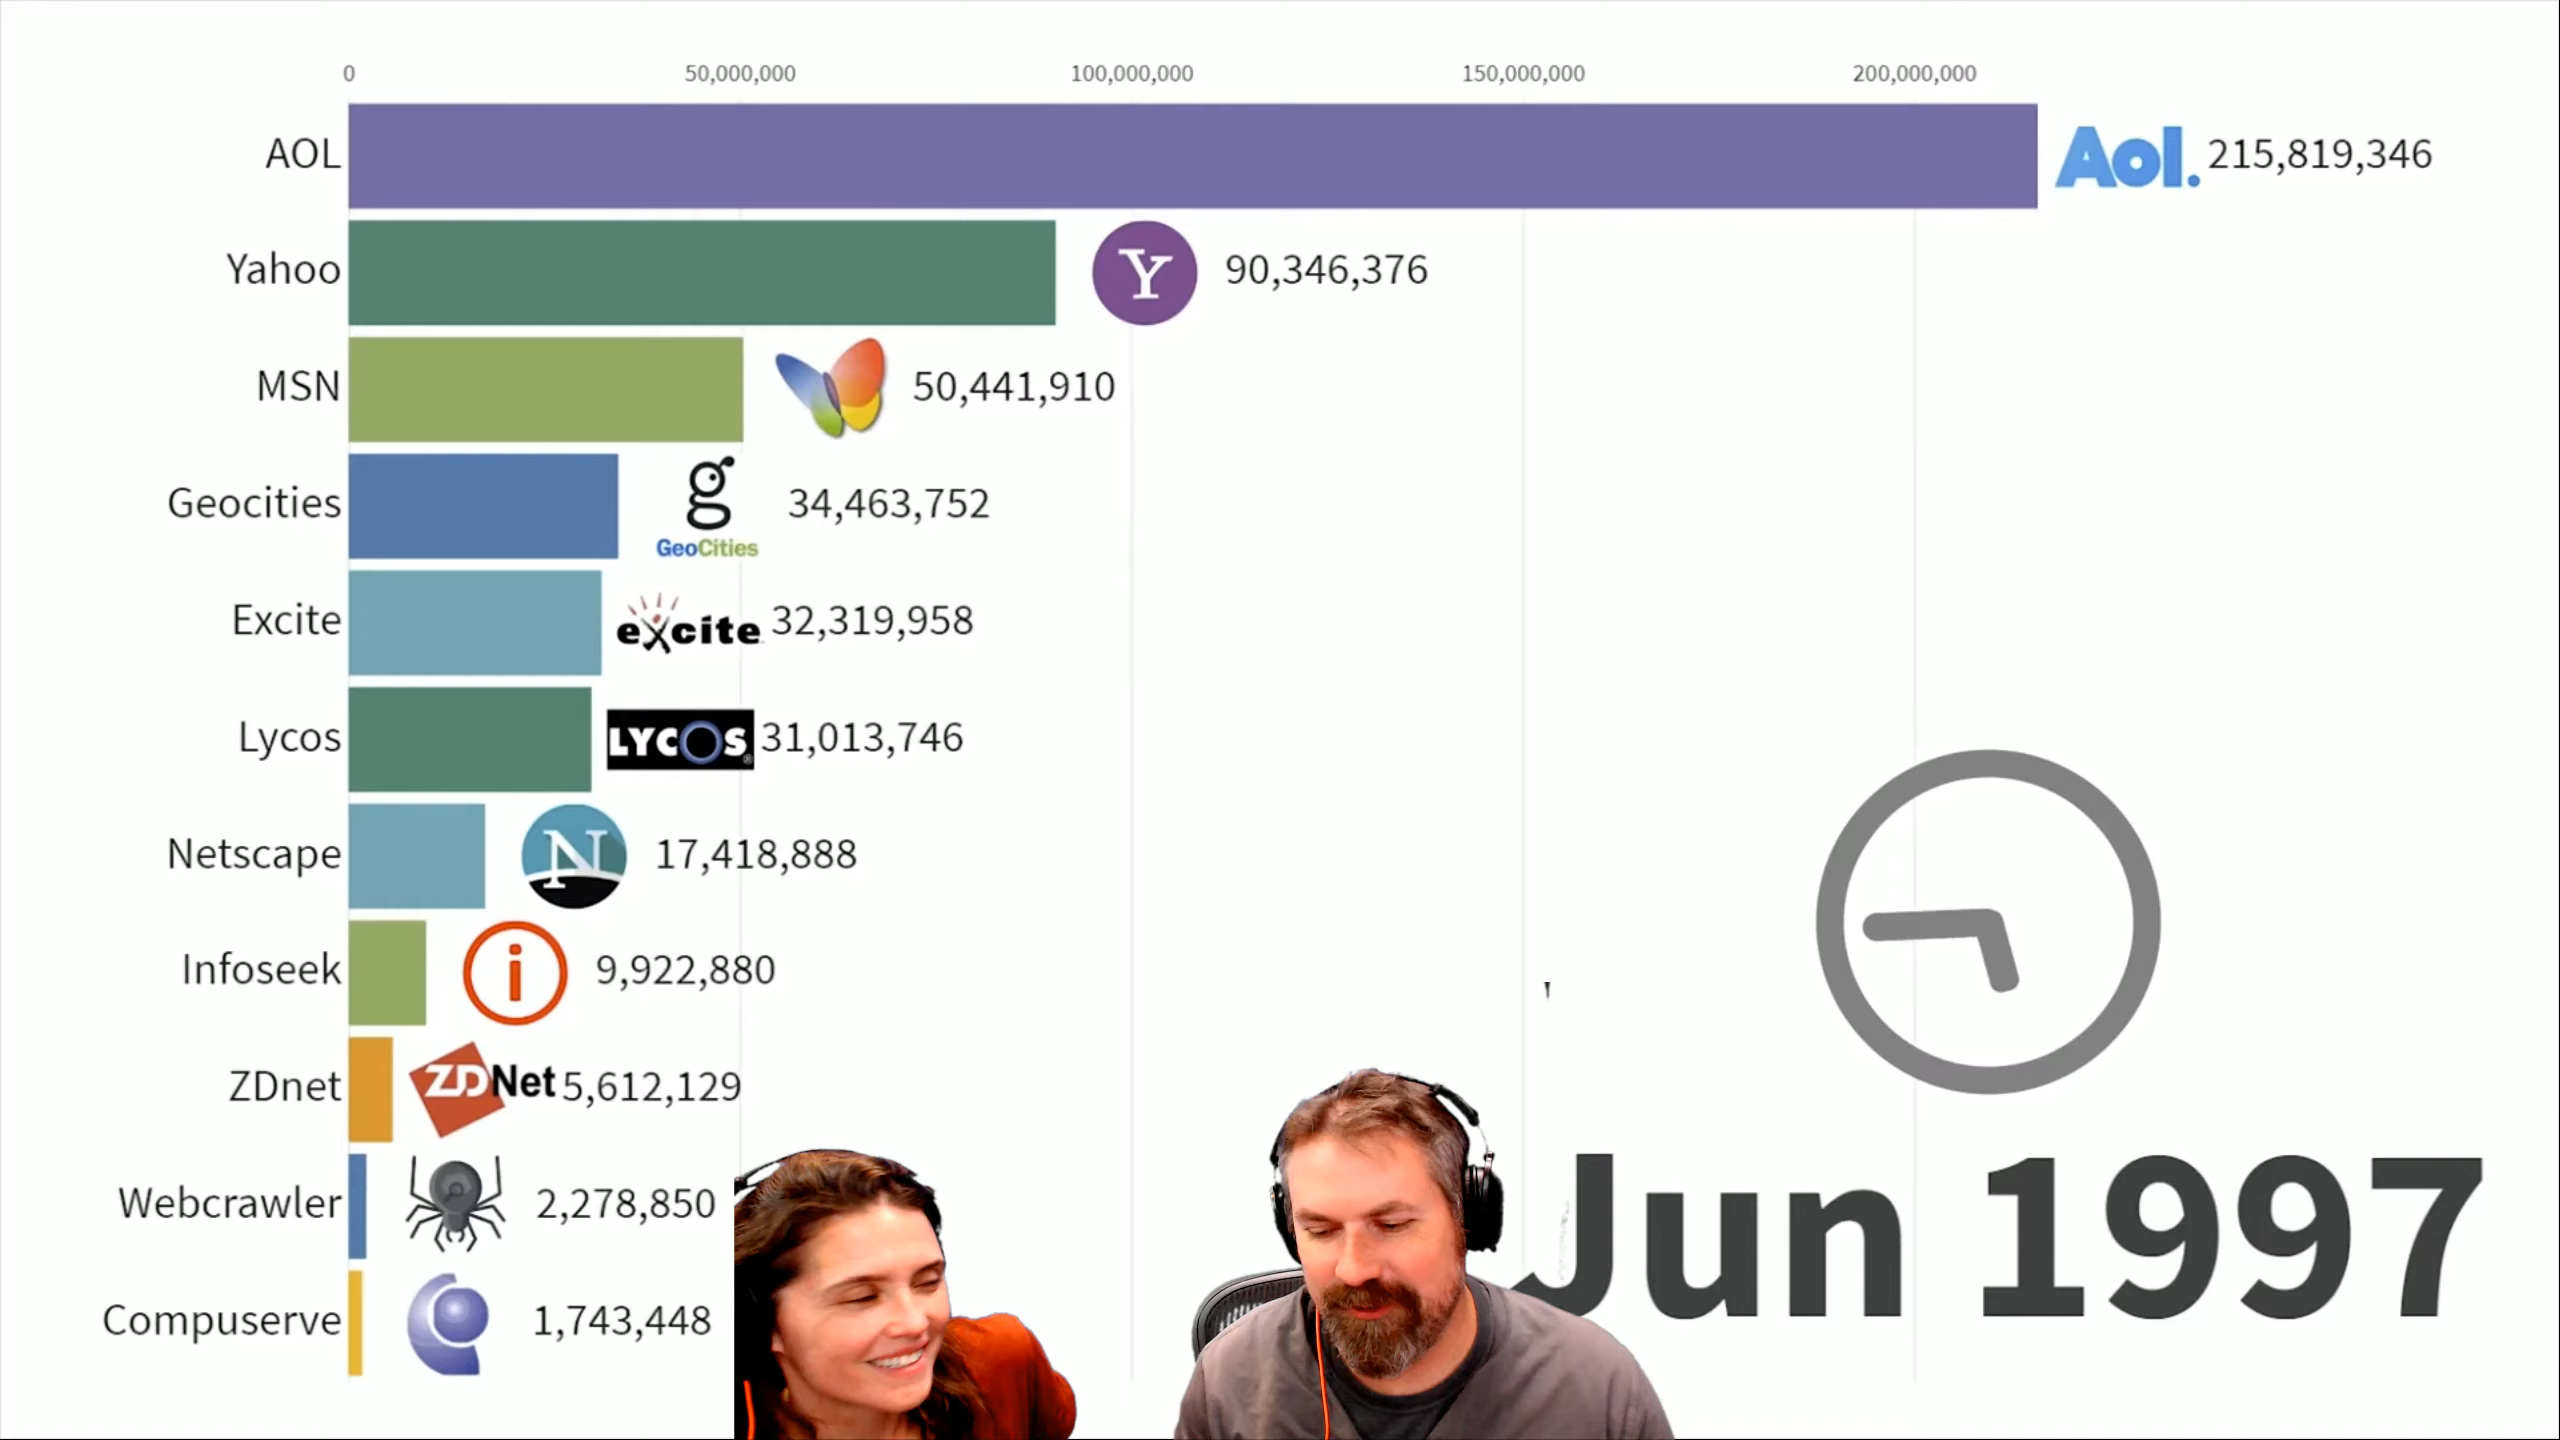 0 50,000,000 100,000,000 150,000,000 200,000,000
AOL Aol. 215,819,346
Yahoo Y 90,346,376
MSN 50,441,910
Geocities g GeoCities 34,463,752
Excite excite 32,319,958
Lycos LYCOS® 31,013,746
Netscape N 17,418,888
Infoseek i 9,922,880
ZDnet ZDNet 5,612,129
Webcrawler 2,278,850
Compuserve 1,743,448
Jun 1997